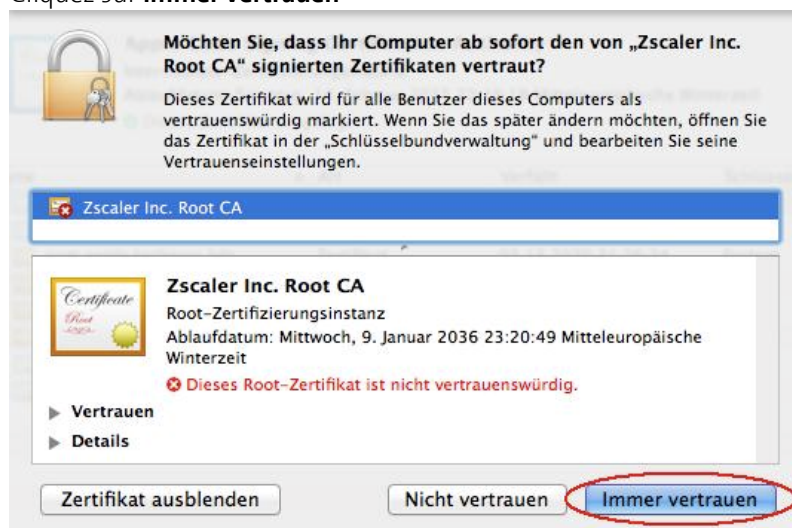 Cliquez sur Immer vertrauen
Möchten Sie, dass Ihr Computer ab sofort den von „Zscaler Inc.
Root CA“ signierten Zertifikaten vertraut?
Dieses Zertifikat wird für alle Benutzer dieses Computers als
vertrauenswürdig markiert. Wenn Sie das später ändern möchten, öffnen Sie
das Zertifikat in der „Schlüsselbundverwaltung“ und bearbeiten Sie seine
Vertrauenseinstellungen.
Zscaler Inc. Root CA
Certificate
Root
Zscaler Inc. Root CA
Root-Zertifizierungsinstanz
Ablaufdatum: Mittwoch, 9. Januar 2036 23:20:49 Mitteleuropäische
Winterzeit
Dieses Root-Zertifikat ist nicht vertrauenswürdig.
Vertrauen
Details
Zertifikat ausblenden
Nicht vertrauen
Immer vertrauen